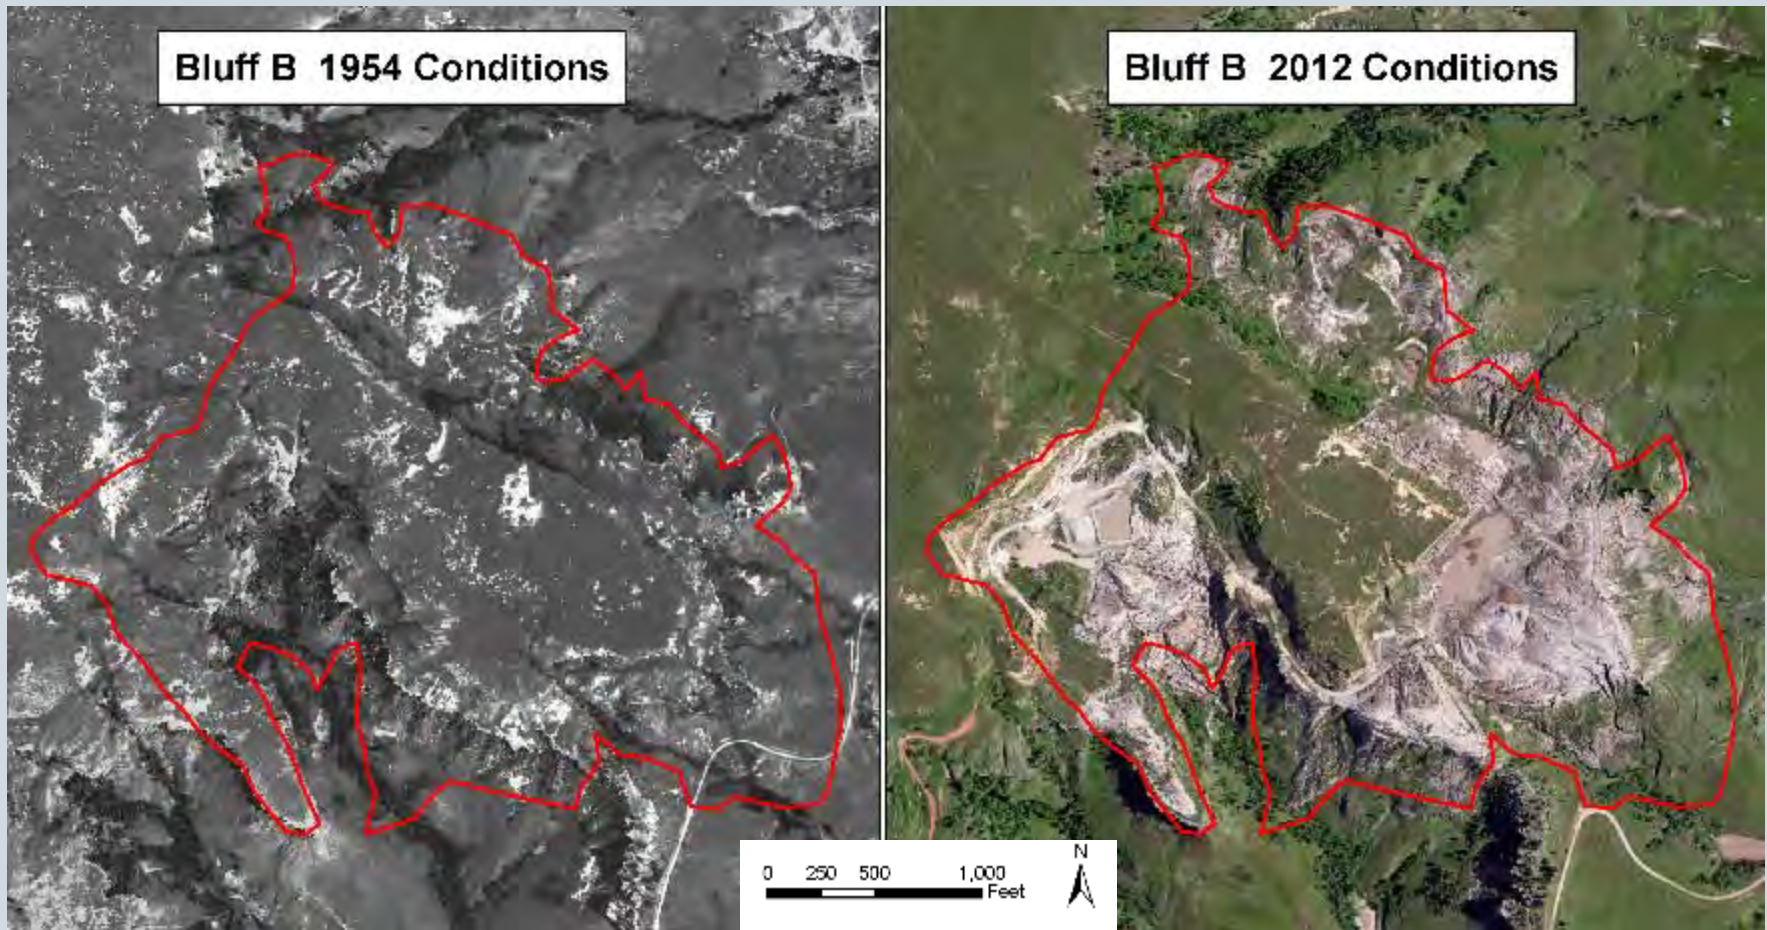 Bluff B 1954 Conditions
Bluff B 2012 Conditions
0 250 500 1,000
Feet
N